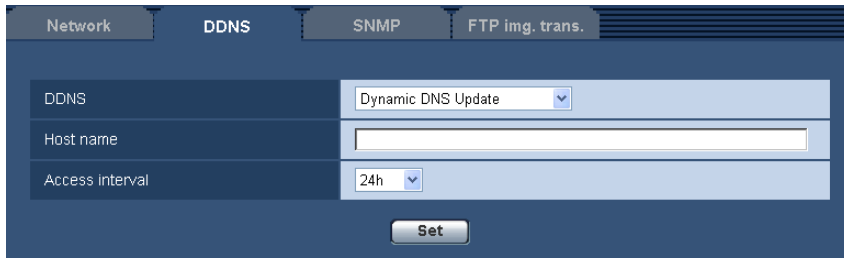 Network DDNS SNMP FTP img. trans.
DDNS Dynamic DNS Update
Host name
Access interval 24h
Set